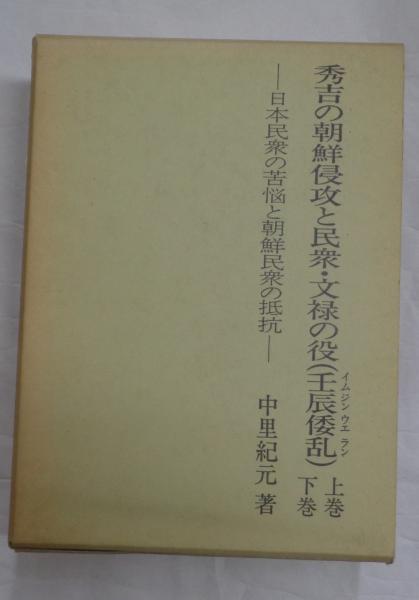 秀吉の朝鮮侵攻と民衆・文禄の役(壬辰倭乱)
イムジン ウエ ラン
上巻
下巻
―日本民衆の苦悩と朝鮮民衆の抵抗―
中里紀元 著